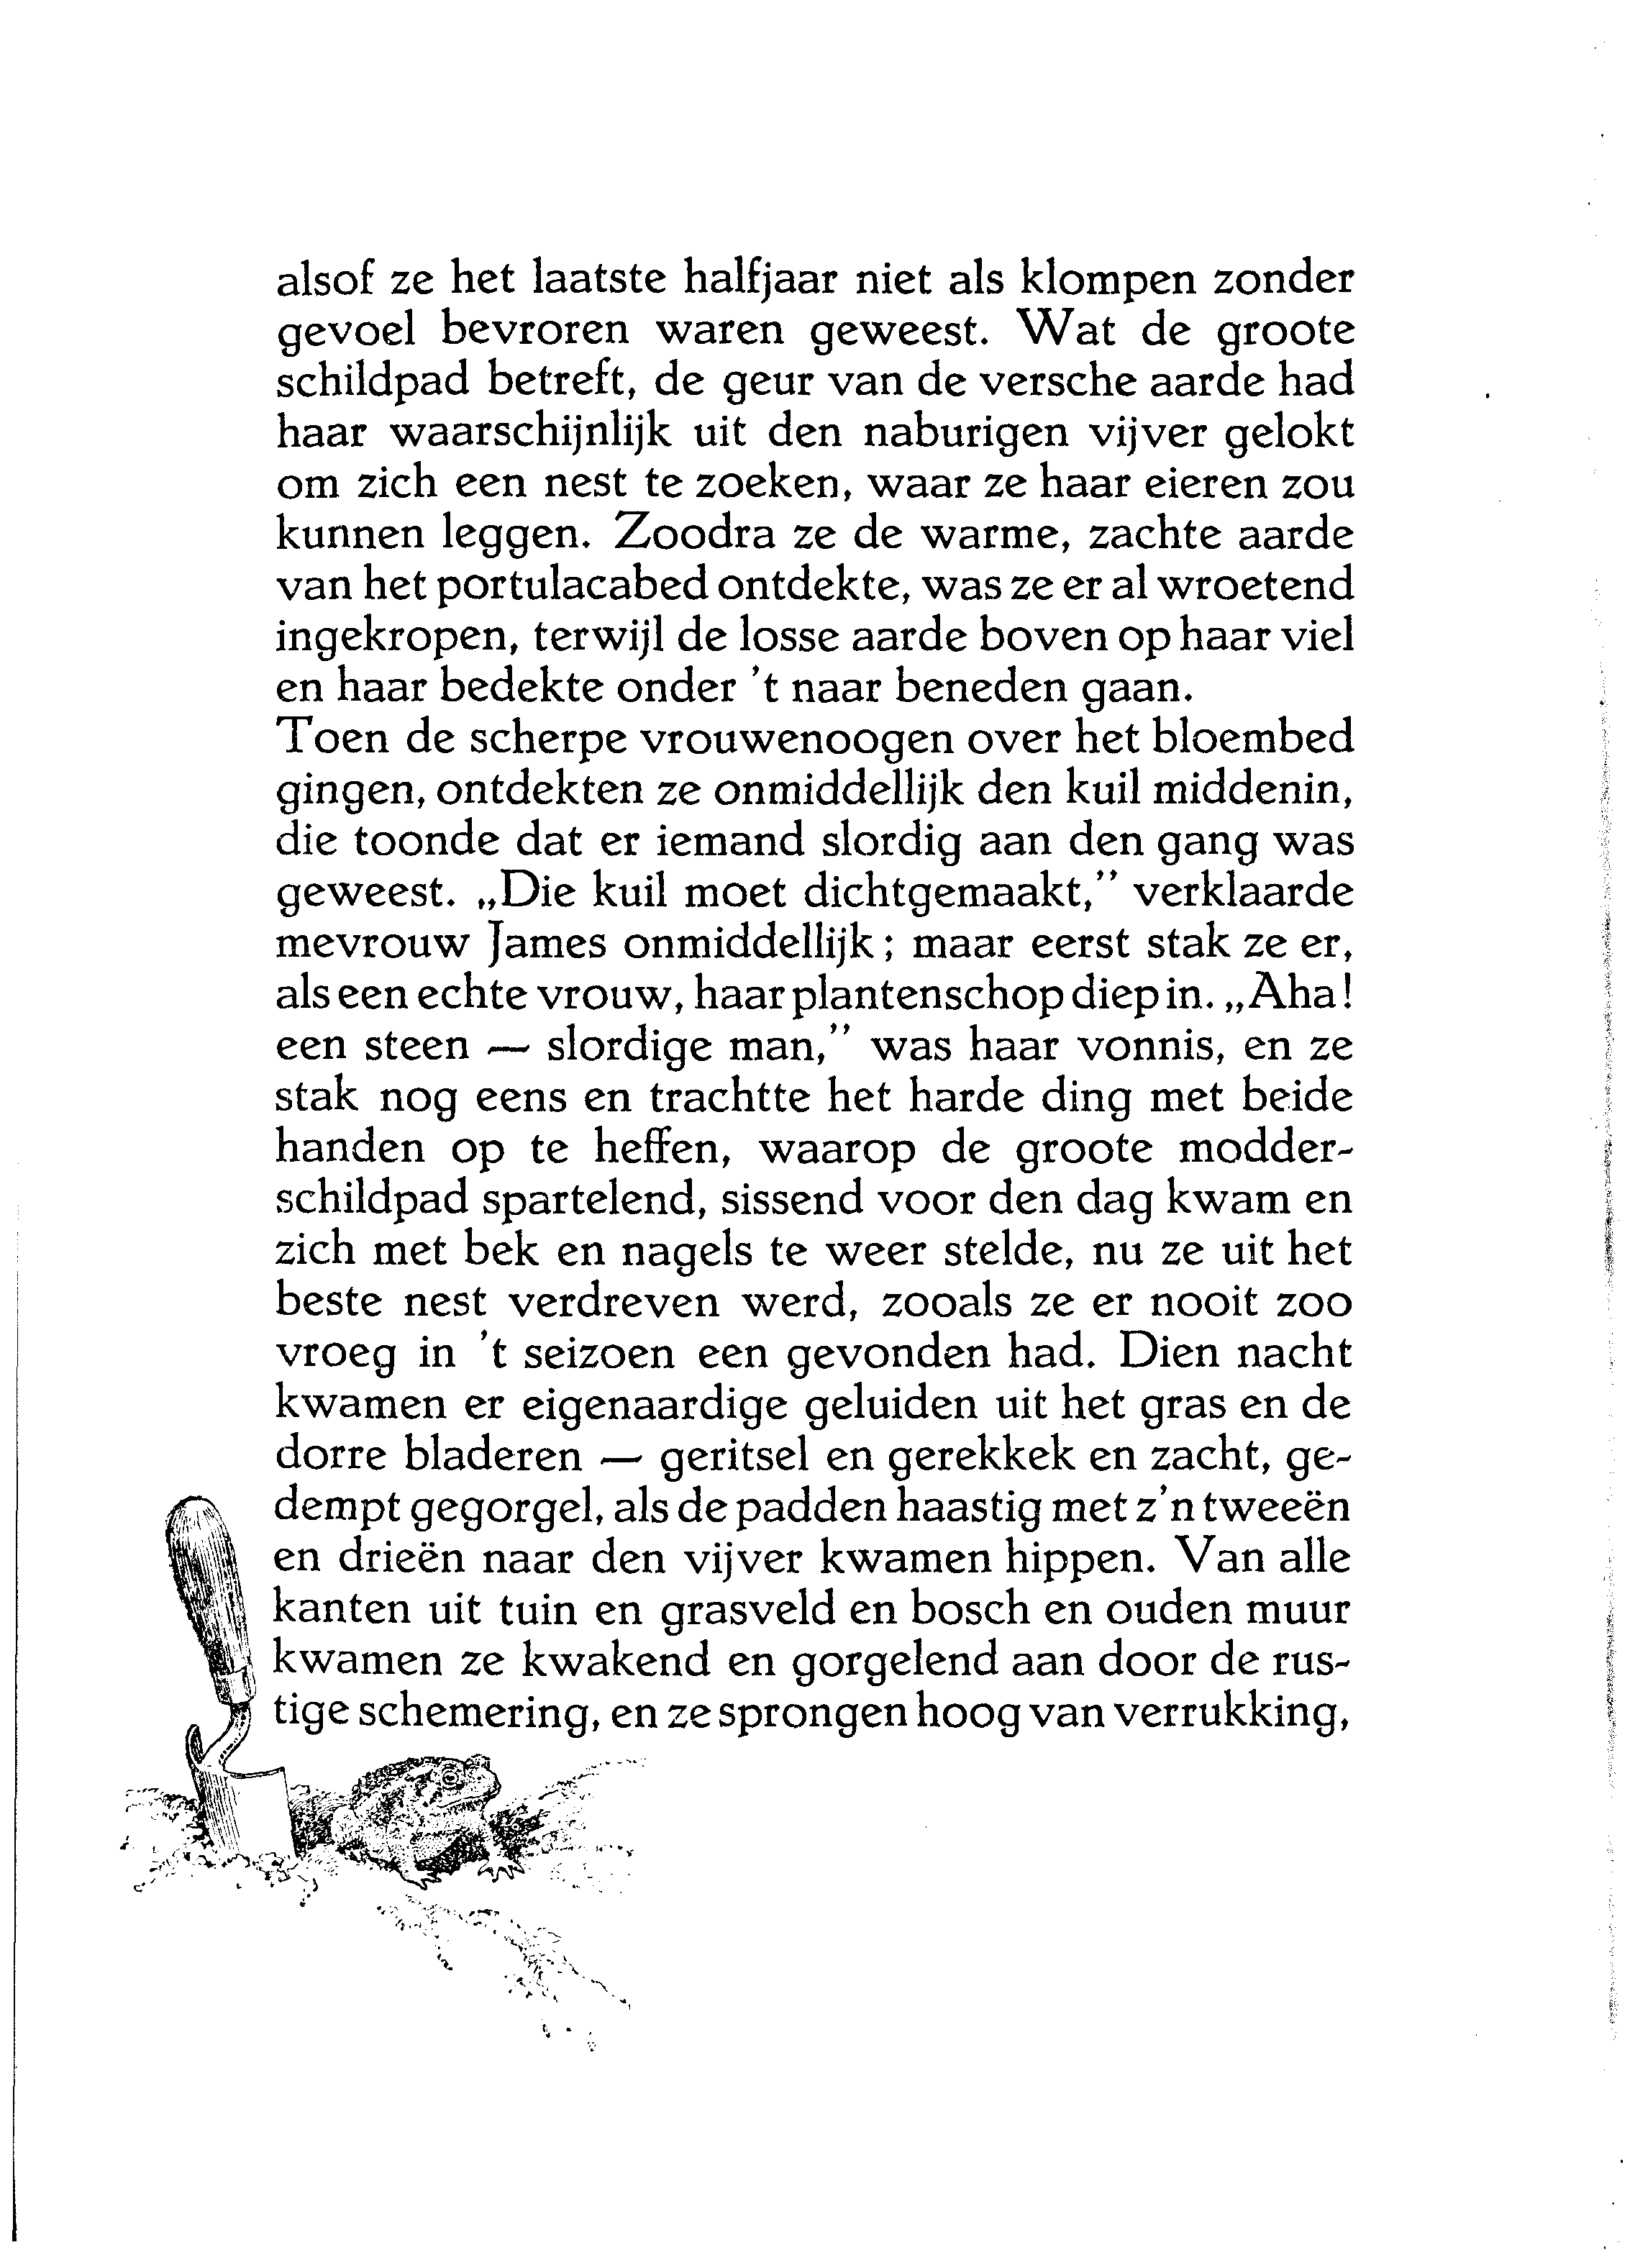 alsof ze het laatste halfjaar niet als klompen zonder
gevoel bevroren waren geweest. Wat de groote
schildpad betreft, de geur van de versche aarde had
haar waarschijnlijk uit den naburigen vijver gelokt
om zich een nest te zoeken, waar ze haar eieren zou
kunnen leggen. Zoodra ze de warme, zachte aarde
van het portulacabed ontdekte, was ze er al wroetend
ingekropen, terwijl de losse aarde boven op haar viel
en haar bedekte onder 't naar beneden gaan.
Toen de scherpe vrouwenoogen over het bloembed
gingen, ontdekten ze onmiddellijk den kuil middenin,
die toonde dat er iemand slordig aan den gang was
geweest. „Die kuil moet dichtgemaakt,” verklaarde
mevrouw James onmiddellijk; maar eerst stak ze er,
als een echte vrouw, haar plantenschop diep in. „Aha!
een steen — slordige man,” was haar vonnis, en ze
stak nog eens en trachtte het harde ding met beide
handen op te heffen, waarop de groote modder-
schildpad spartelend, sissend voor den dag kwam en
zich met bek en nagels te weer stelde, nu ze uit het
beste nest verdreven werd, zooals ze er nooit zoo
vroeg in 't seizoen een gevonden had. Dien nacht
kwamen er eigenaardige geluiden uit het gras en de
dorre bladeren — geritsel en gerekkek en zacht, ge-
dempt gegorgel, als de padden haastig met z'n tweeën
en drieën naar den vijver kwamen hippen. Van alle
kanten uit tuin en grasveld en bosch en ouden muur
kwamen ze kwakend en gorgelend aan door de rus-
tige schemering, en ze sprongen hoog van verrukking,